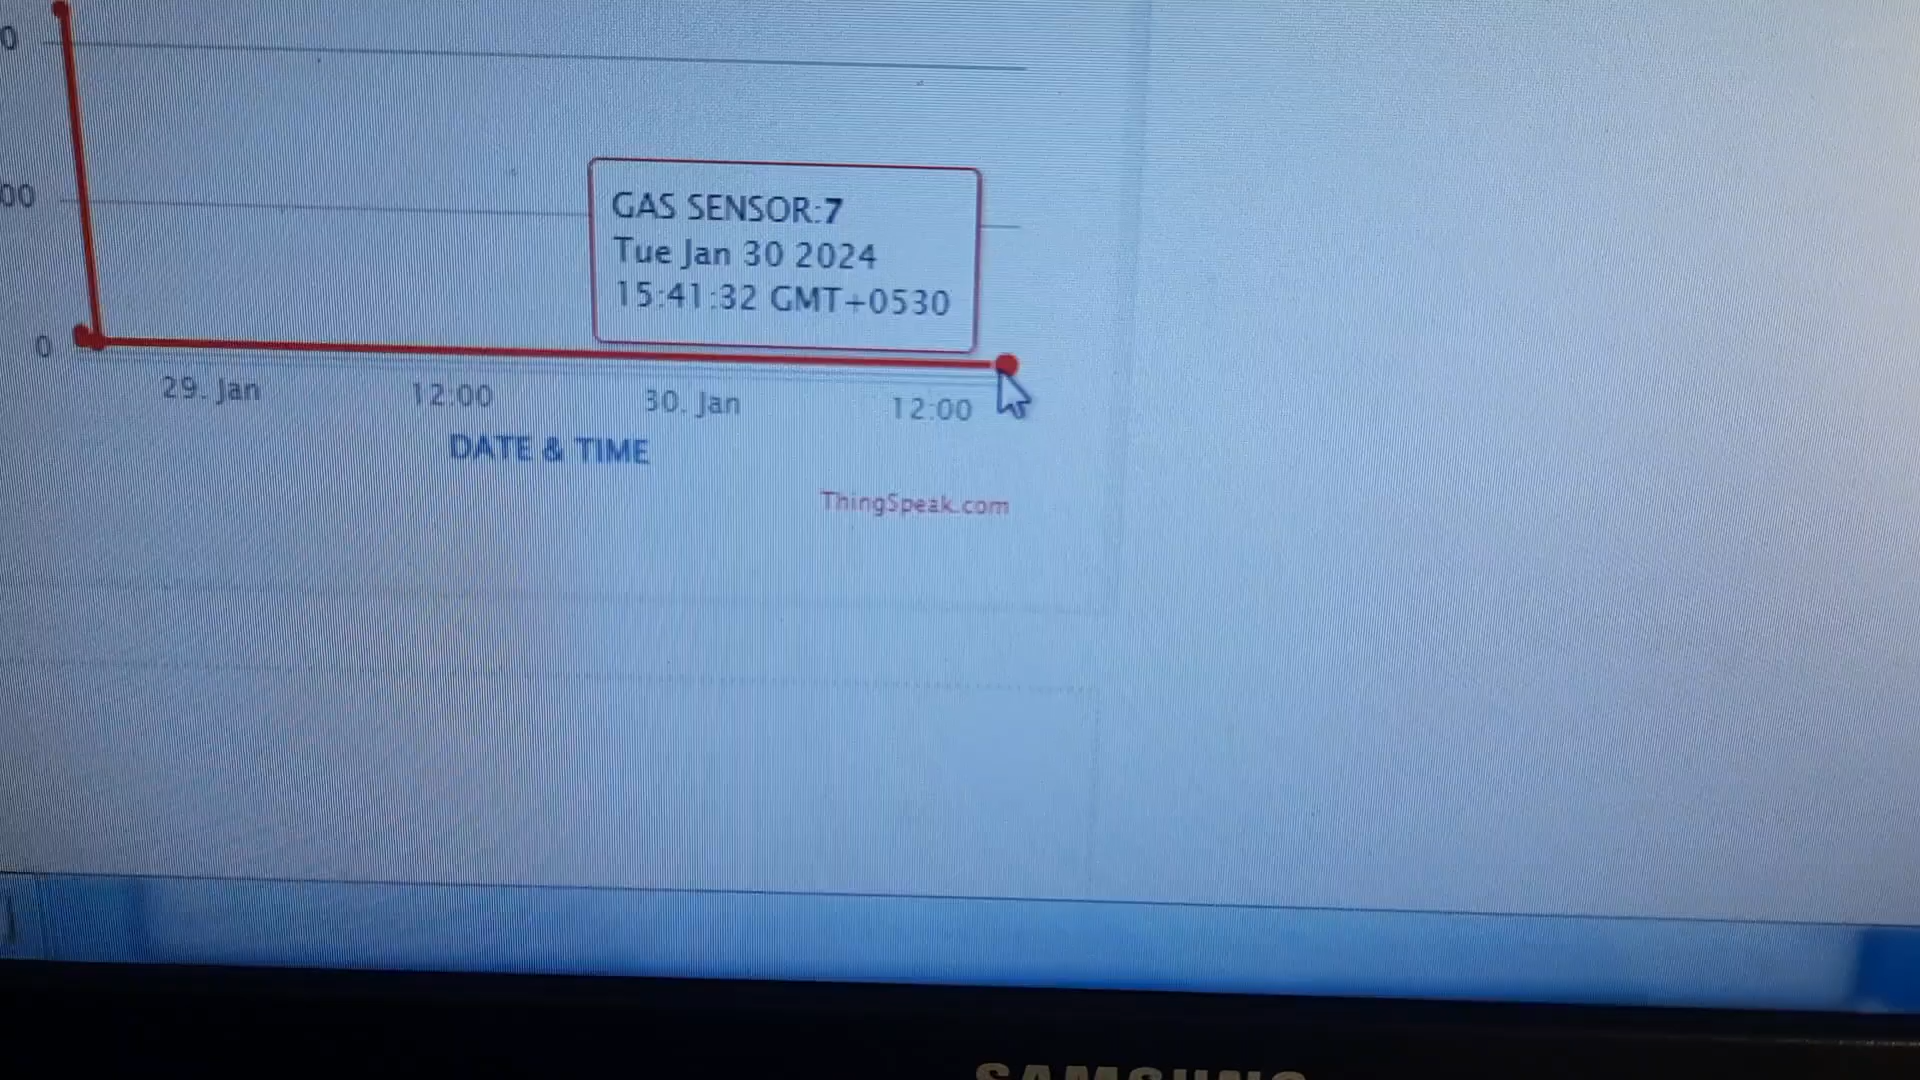 0
00
GAS SENSOR:7
Tue Jan 30 2024
15:41:32 GMT+0530
0
29. Jan 12:00 30. Jan 12:00
DATE & TIME
ThingSpeak.com
SAMSUNG